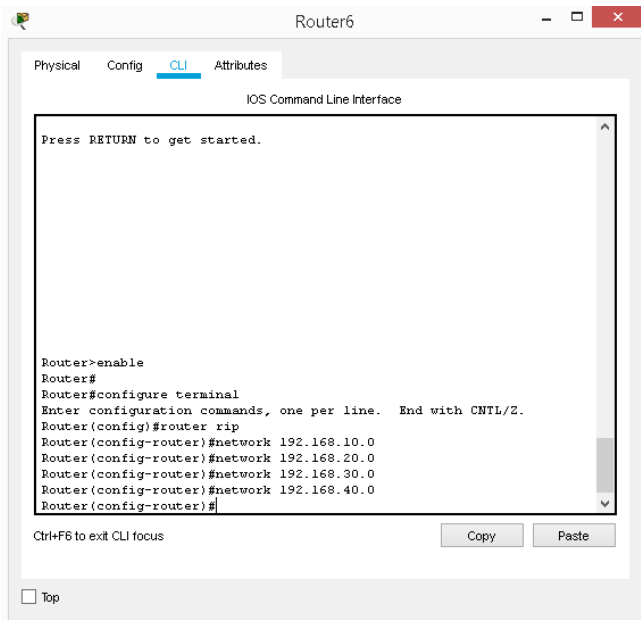 Router6
Physical Config CLI Attributes
IOS Command Line Interface
Press RETURN to get started.
Router>enable
Router#
Router#configure terminal
Enter configuration commands, one per line.  End with CNTL/Z.
Router(config)#router rip
Router(config-router)#network 192.168.10.0
Router(config-router)#network 192.168.20.0
Router(config-router)#network 192.168.30.0
Router(config-router)#network 192.168.40.0
Router(config-router)#
Ctrl+F6 to exit CLI focus Copy Paste
Top